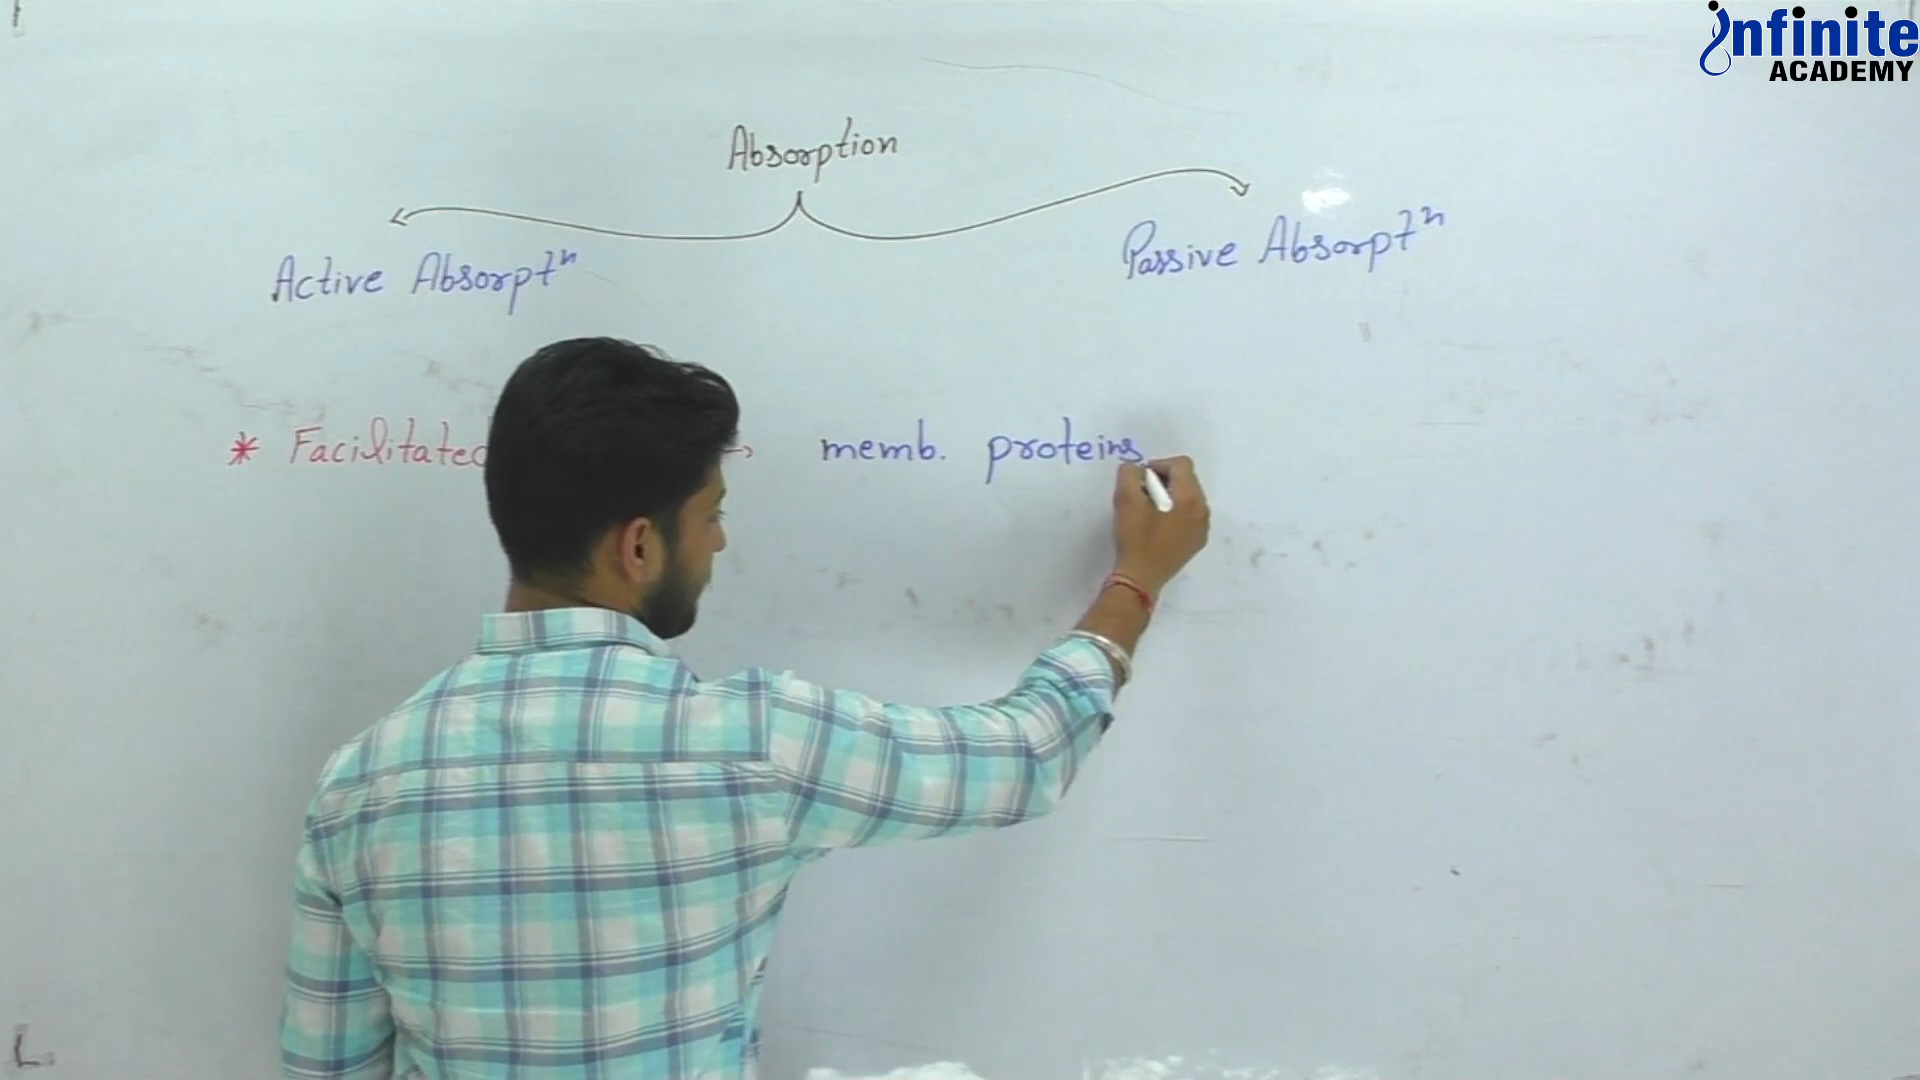 infinite
ACADEMY
Absorption
Active Absorptⁿ
Passive Absorptⁿ
* Facilitated → memb. proteins